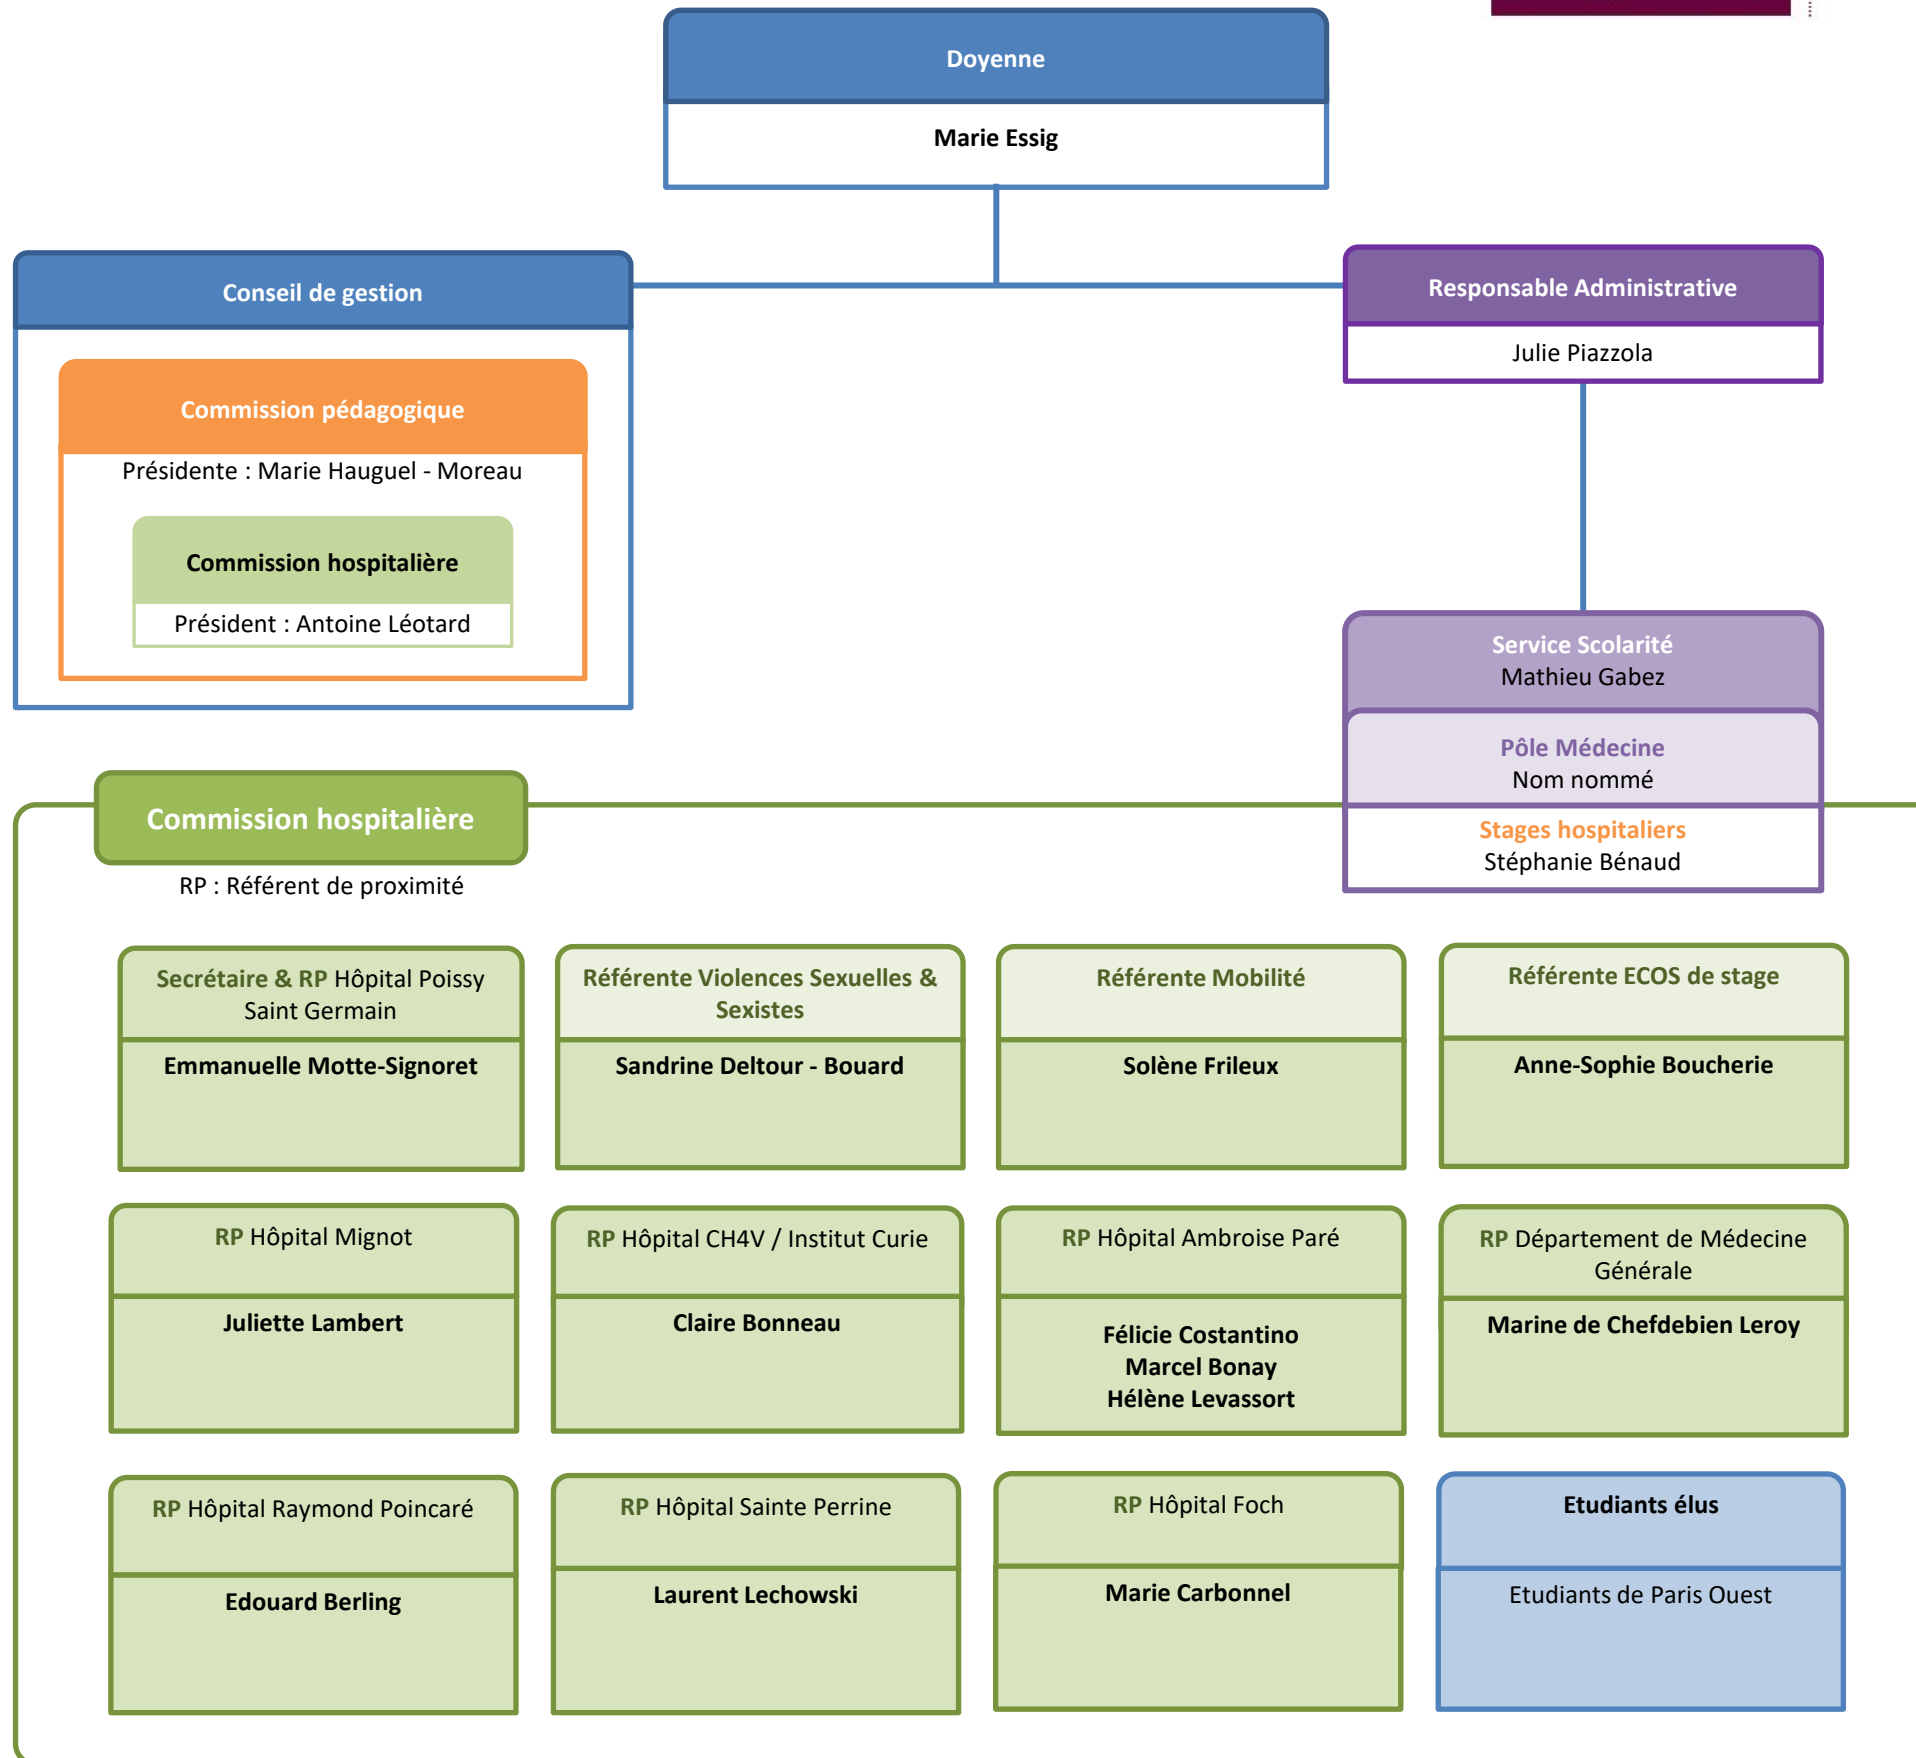 Doyenne
Marie Essig
Conseil de gestion
Responsable Administrative
Julie Piazzola
Commission pédagogique
Présidente : Marie Hauguel - Moreau
Commission hospitalière
Président : Antoine Léotard
Service Scolarité
Mathieu Gabez
Pôle Médecine
Nom nommé
Stages hospitaliers
Stéphanie Bénaud
Commission hospitalière
RP : Référent de proximité
Secrétaire & RP Hôpital Poissy
Saint Germain
Emmanuelle Motte-Signoret
Référente Violences Sexuelles &
Sexistes
Sandrine Deltour - Bouard
Référente Mobilité
Solène Frileux
Référente ECOS de stage
Anne-Sophie Boucherie
RP Hôpital Mignot
Juliette Lambert
RP Hôpital CH4V / Institut Curie
Claire Bonneau
RP Hôpital Ambroise Paré
Félicie Costantino
Marcel Bonay
Hélène Levassort
RP Département de Médecine
Générale
Marine de Chefdebien Leroy
RP Hôpital Raymond Poincaré
Edouard Berling
RP Hôpital Sainte Perrine
Laurent Lechowski
RP Hôpital Foch
Marie Carbonnel
Etudiants élus
Etudiants de Paris Ouest